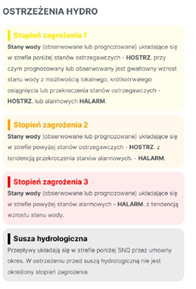 OSTRZEŻENIA HYDRO
Stopień zagrożenia 1
Stany wody (obserwowane lub prognozowane) układające się
w strefie poniżej stanów ostrzegawczych - HOSTRZ. przy
czym prognozowany lub obserwowany jest gwałtowny wzrost
stanu wody z możliwością lokalnego, krótkotrwałego
osiągnięcia lub przekroczenia stanów ostrzegawczych -
HOSTRZ. lub alarmowych HALARM.
Stopień zagrożenia 2
Stany wody (obserwowane lub prognozowane) układające się
w strefie powyżej stanów ostrzegawczych - HOSTRZ. z
tendencją przekroczenia stanów alarmowych. - HALARM.
Stopień zagrożenia 3
Stany wody (obserwowane lub prognozowane) układające się
w strefie powyżej stanów alarmowych - HALARM. z tendencją
wzrostu stanu wody.
Susza hydrologiczna
Przepływy układają się w strefie poniżej SNQ przez umowny
okres. W ostrzeżeniu przed suszą hydrologiczną nie jest
określony stopień zagrożenia